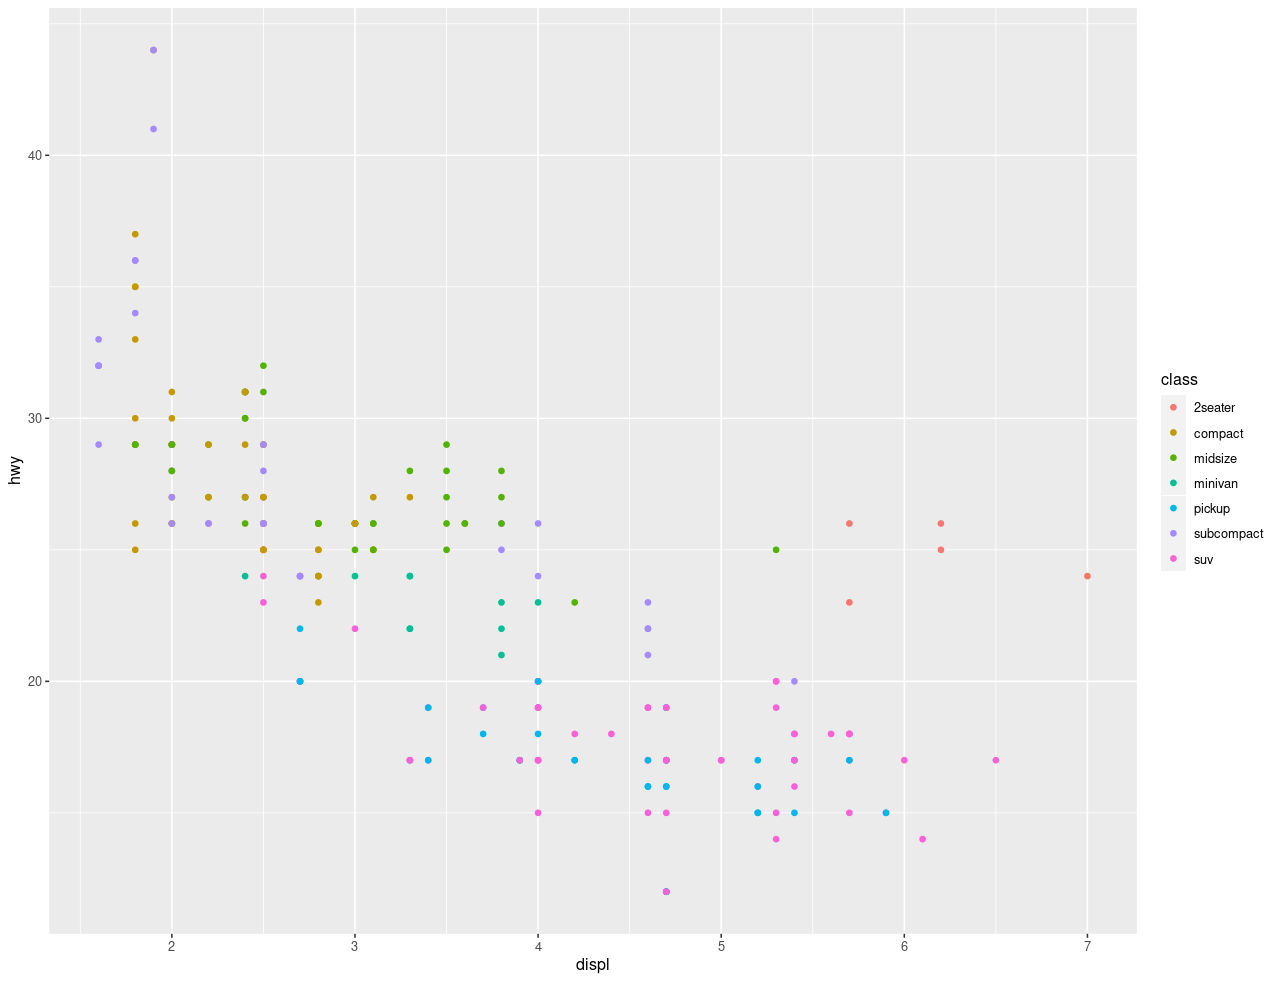 40
30
20
hwy
2 3 4 5 6 7
displ
class
2seater
compact
midsize
minivan
pickup
subcompact
suv